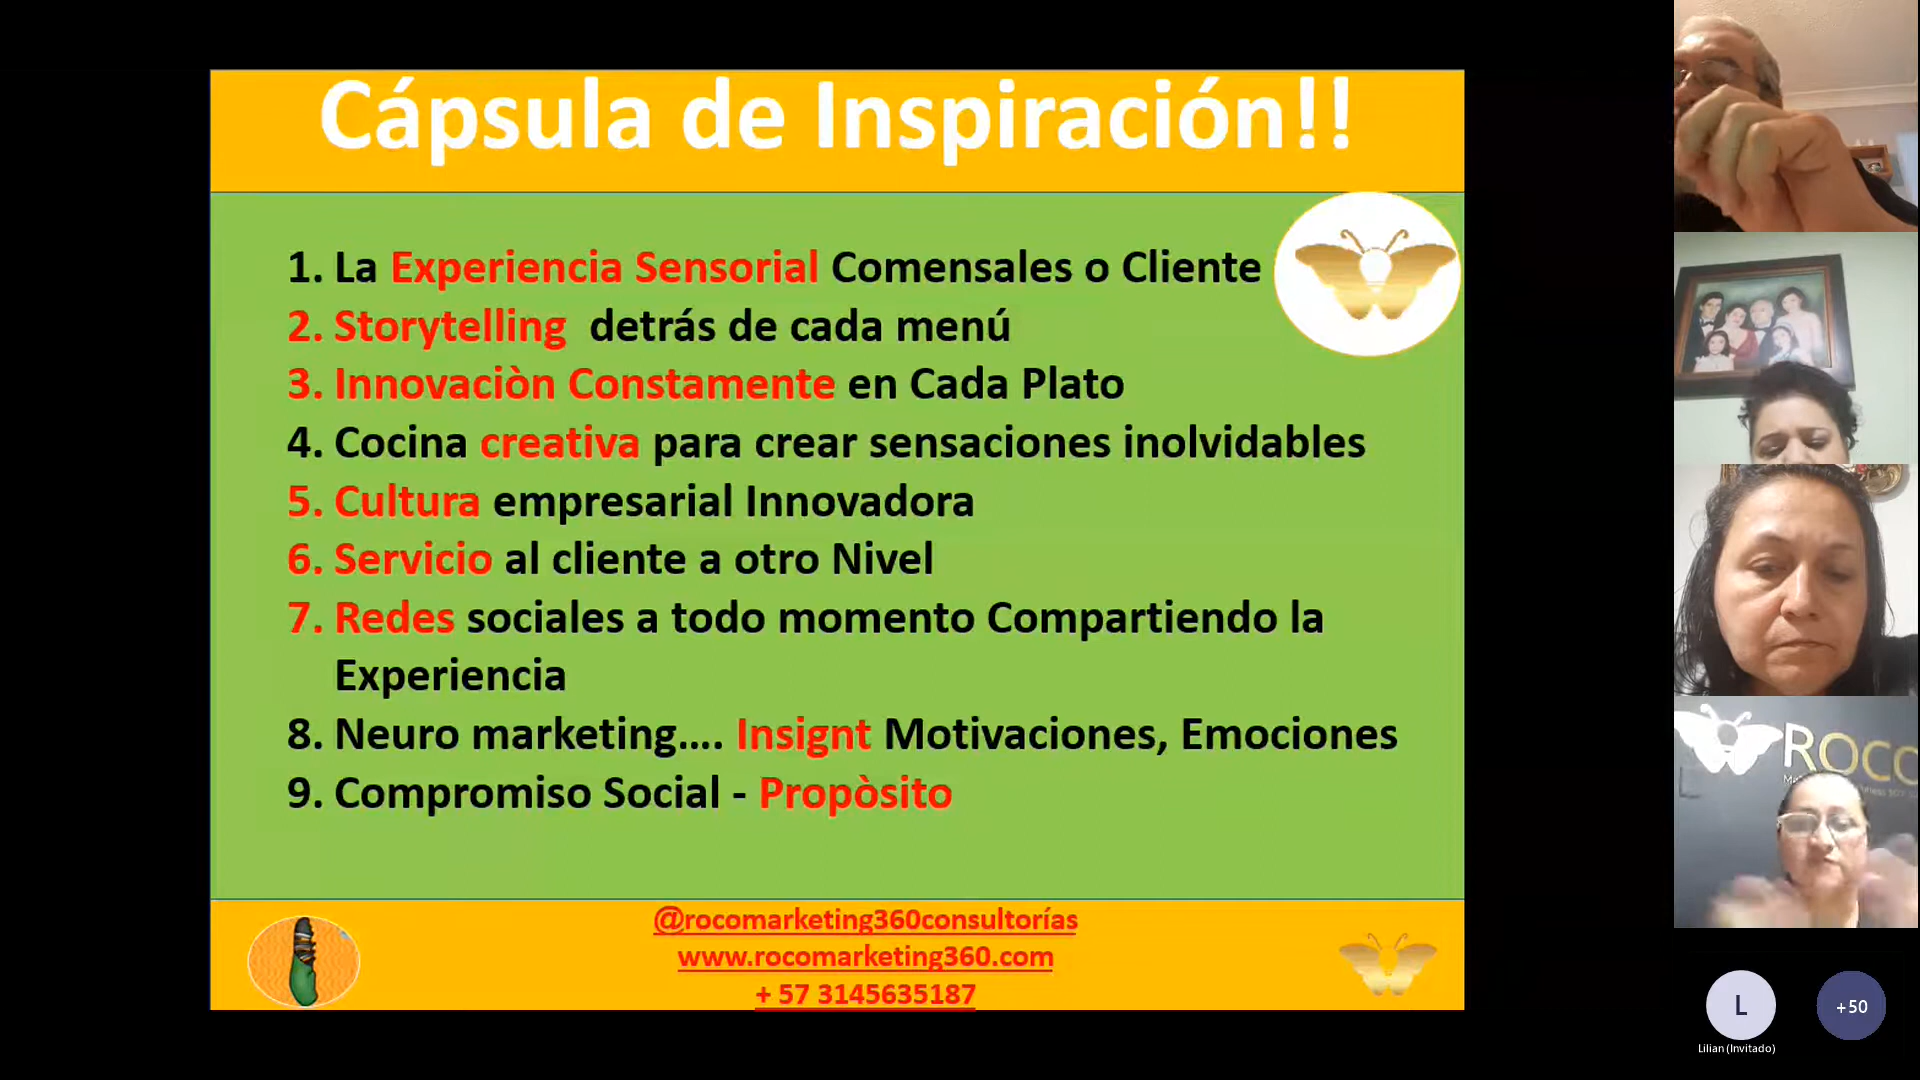 Cápsula de Inspiración!!
1. La Experiencia Sensorial Comensales o Cliente
2. Storytelling detrás de cada menú
3. Innovaciòn Constamente en Cada Plato
4. Cocina creativa para crear sensaciones inolvidables
5. Cultura empresarial Innovadora
6. Servicio al cliente a otro Nivel
7. Redes sociales a todo momento Compartiendo la
Experiencia
8. Neuro marketing.... Insignt Motivaciones, Emociones
9. Compromiso Social - Propòsito
@rocomarketing360consultorías
www.rocomarketing360.com
+ 57 3145635187
ROCO
L
+50
Lilian (Invitado)